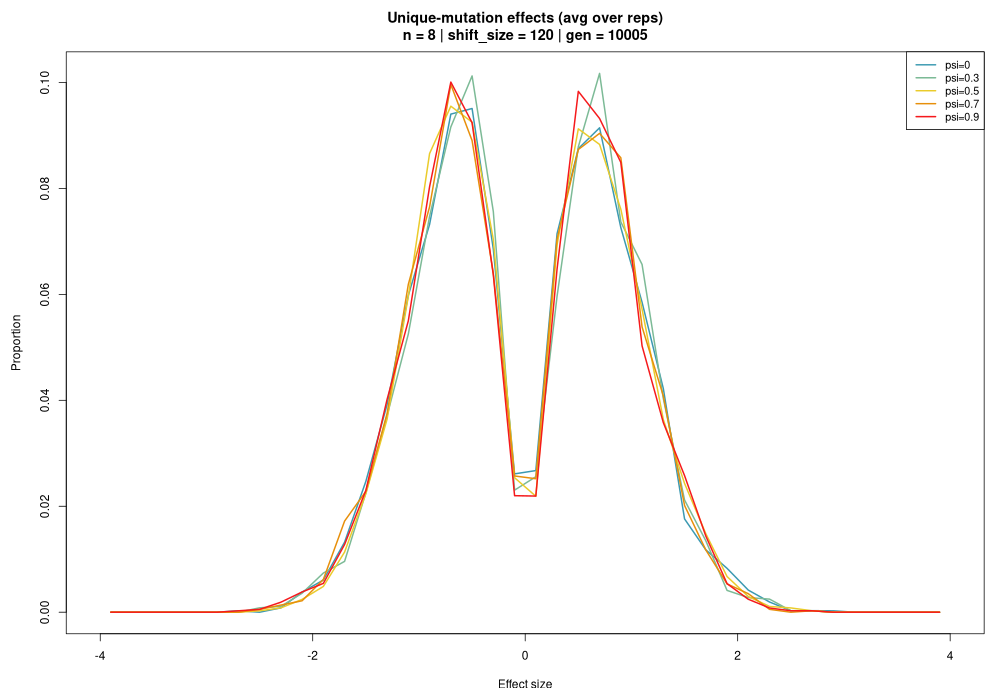 Unique-mutation effects (avg over reps)
n = 8 | shift_size = 120 | gen = 10005
psi=0
psi=0.3
psi=0.5
psi=0.7
psi=0.9
Proportion
0.10
0.08
0.06
0.04
0.02
0.00
-4 -2 0 2 4
Effect size